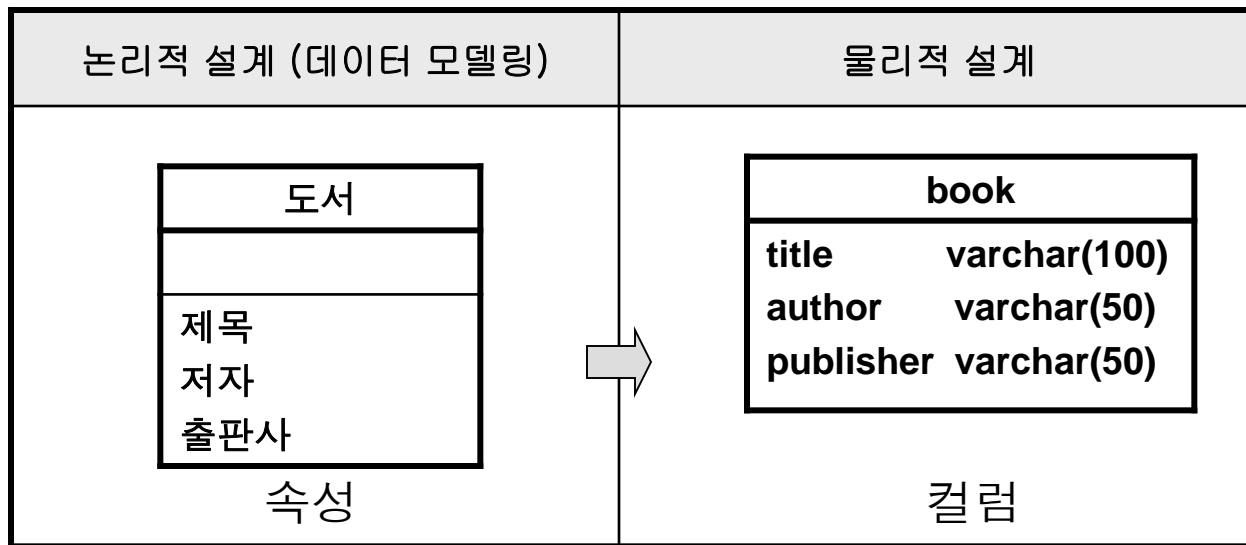 논리적 설계 (데이터 모델링)
물리적 설계
도서
제목
저자
출판사
속성
book
title varchar(100)
author varchar(50)
publisher varchar(50)
컬럼